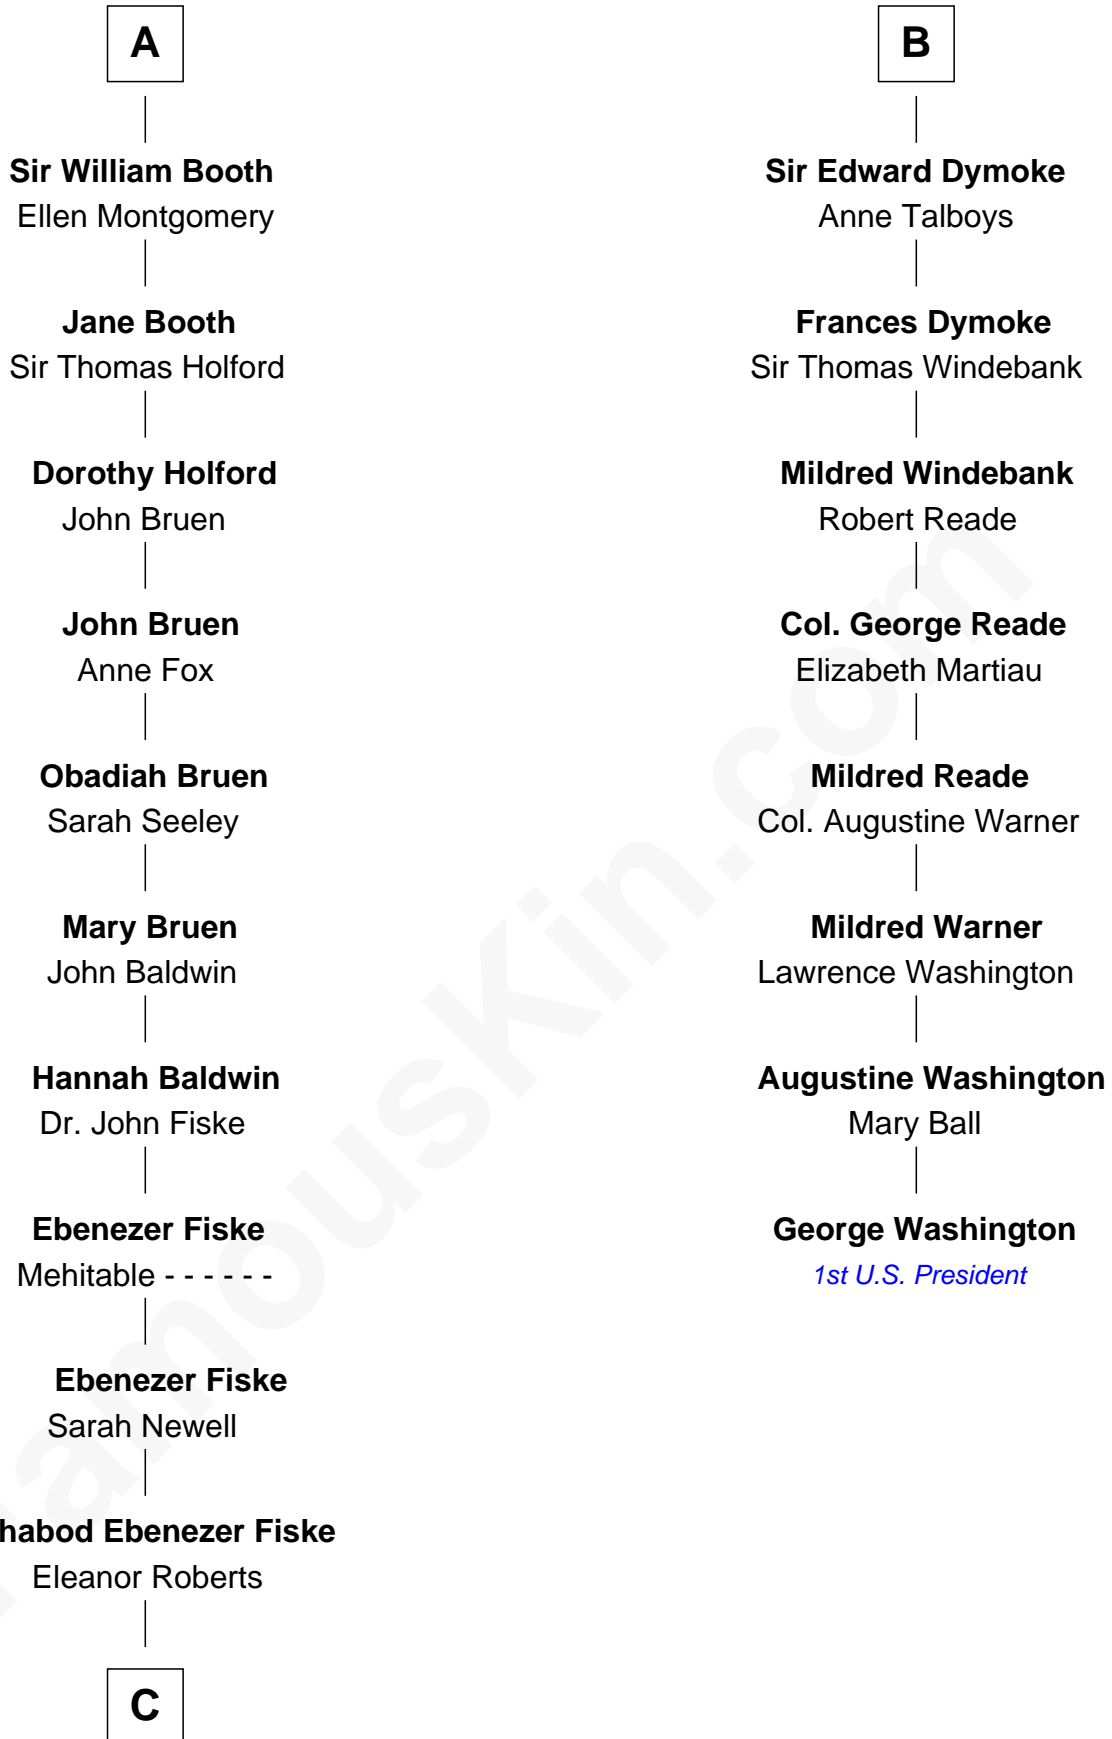 A
Sir William Booth
Ellen Montgomery
Jane Booth
Sir Thomas Holford
Dorothy Holford
John Bruen
John Bruen
Anne Fox
Obadiah Bruen
Sarah Seeley
Mary Bruen
John Baldwin
Hannah Baldwin
Dr. John Fiske
Ebenezer Fiske
Mehitable - - - - - -
Ebenezer Fiske
Sarah Newell
habod Ebenezer Fiske
Eleanor Roberts
C
B
Sir Edward Dymoke
Anne Talboys
Frances Dymoke
Sir Thomas Windebank
Mildred Windebank
Robert Reade
Col. George Reade
Elizabeth Martiau
Mildred Reade
Col. Augustine Warner
Mildred Warner
Lawrence Washington
Augustine Washington
Mary Ball
George Washington
1st U.S. President
FamousKin.com